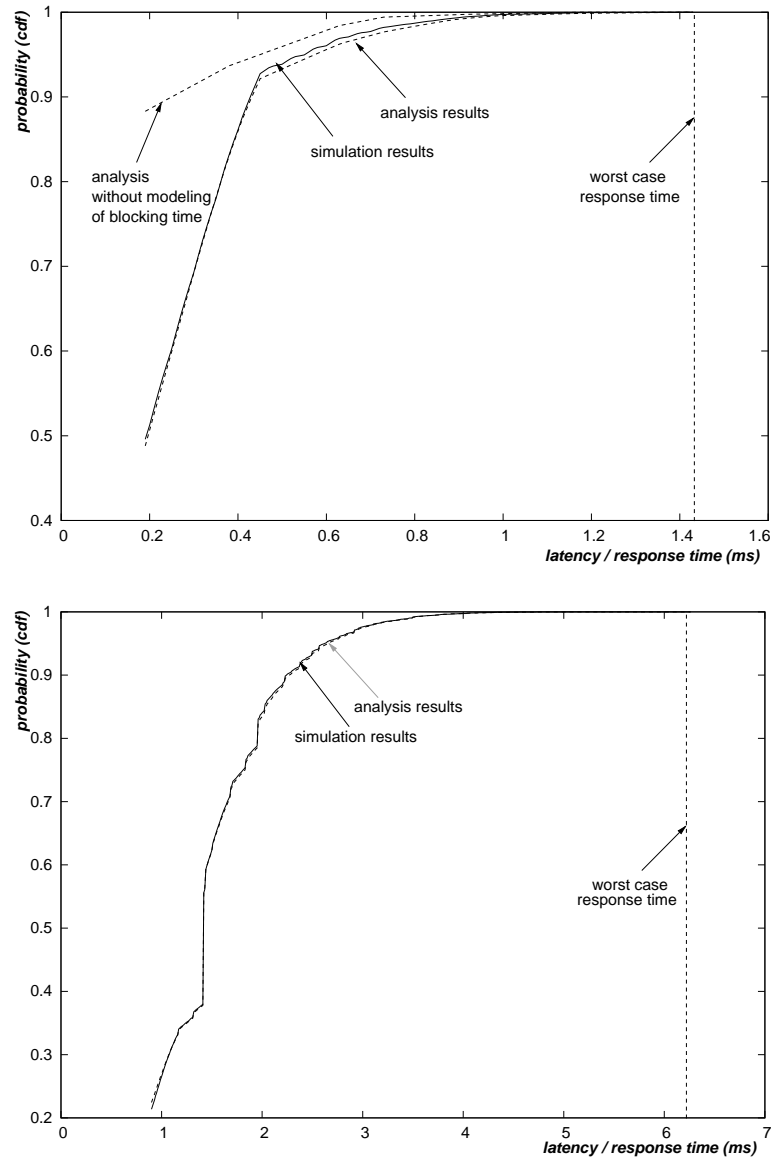 probability (cdf)
1
0.9
0.8
0.7
0.6
0.5
0.4
analysis results
simulation results
analysis
without modeling
of blocking time
worst case
response time
0
0.2
0.4
0.6
0.8
1
1.2
1.4
1.6
latency / response time (ms)
probability (cdf)
1
0.9
0.8
0.7
0.6
0.5
0.4
0.3
0.2
analysis results
simulation results
worst case
response time
0
1
2
3
4
5
6
7
latency / response time (ms)